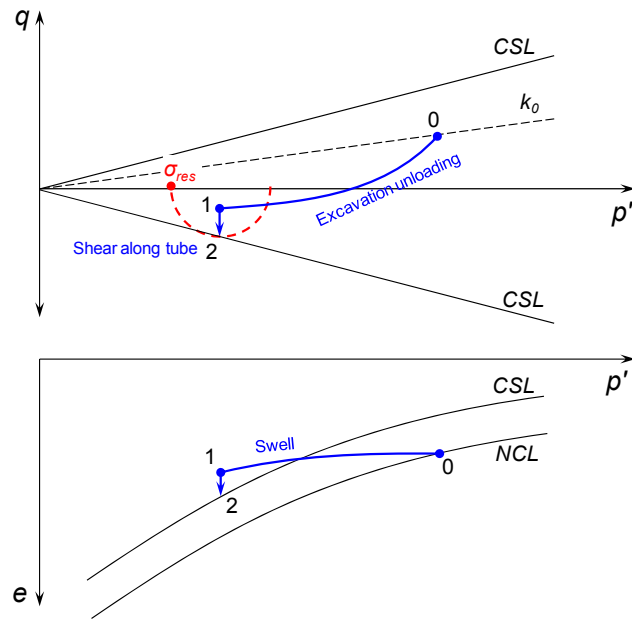 q
CSL
k0
0
σres
Excavation unloading
1
p'
Shear along tube
2
CSL
p'
CSL
Swell
1
NCL
0
2
e